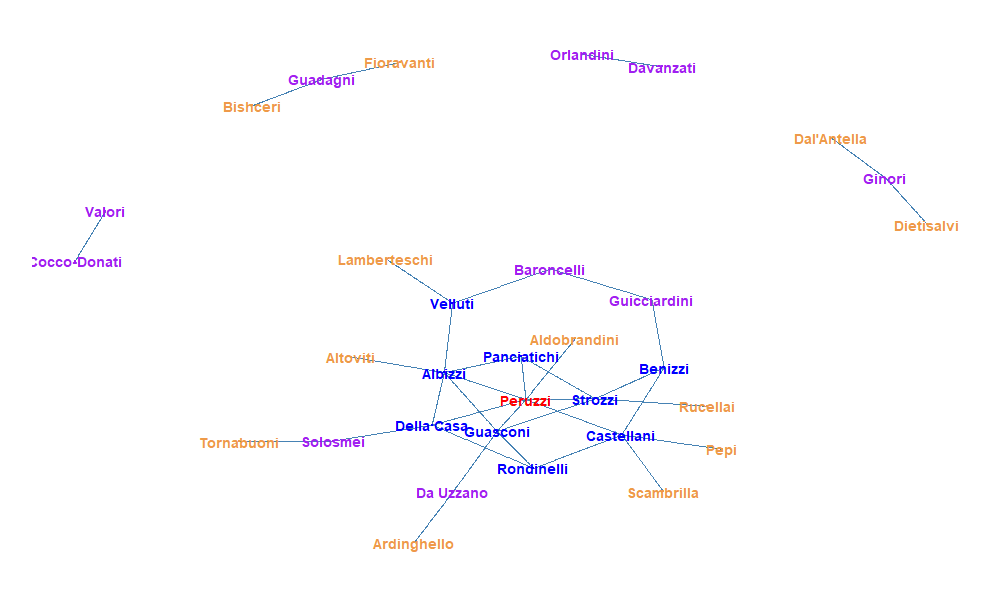 Orlandini
Fioravanti
Davanzati
Guadagni
Bishceri
Dal'Antella
Ginori
Valori
Dietisalvi
Lamberteschi
Cocco-Donati
Baroncelli
Guicciardini
Velluti
Aldobrandini
Panciatichi
Altoviti
Benizzi
Albizzi
Peruzzi
Strozzi
Rucellai
Della Casa
Guasconi
Castellani
Tornabuoni
Solosmei
Pepi
Rondinelli
Da Uzzano
Scambrilla
Ardinghello